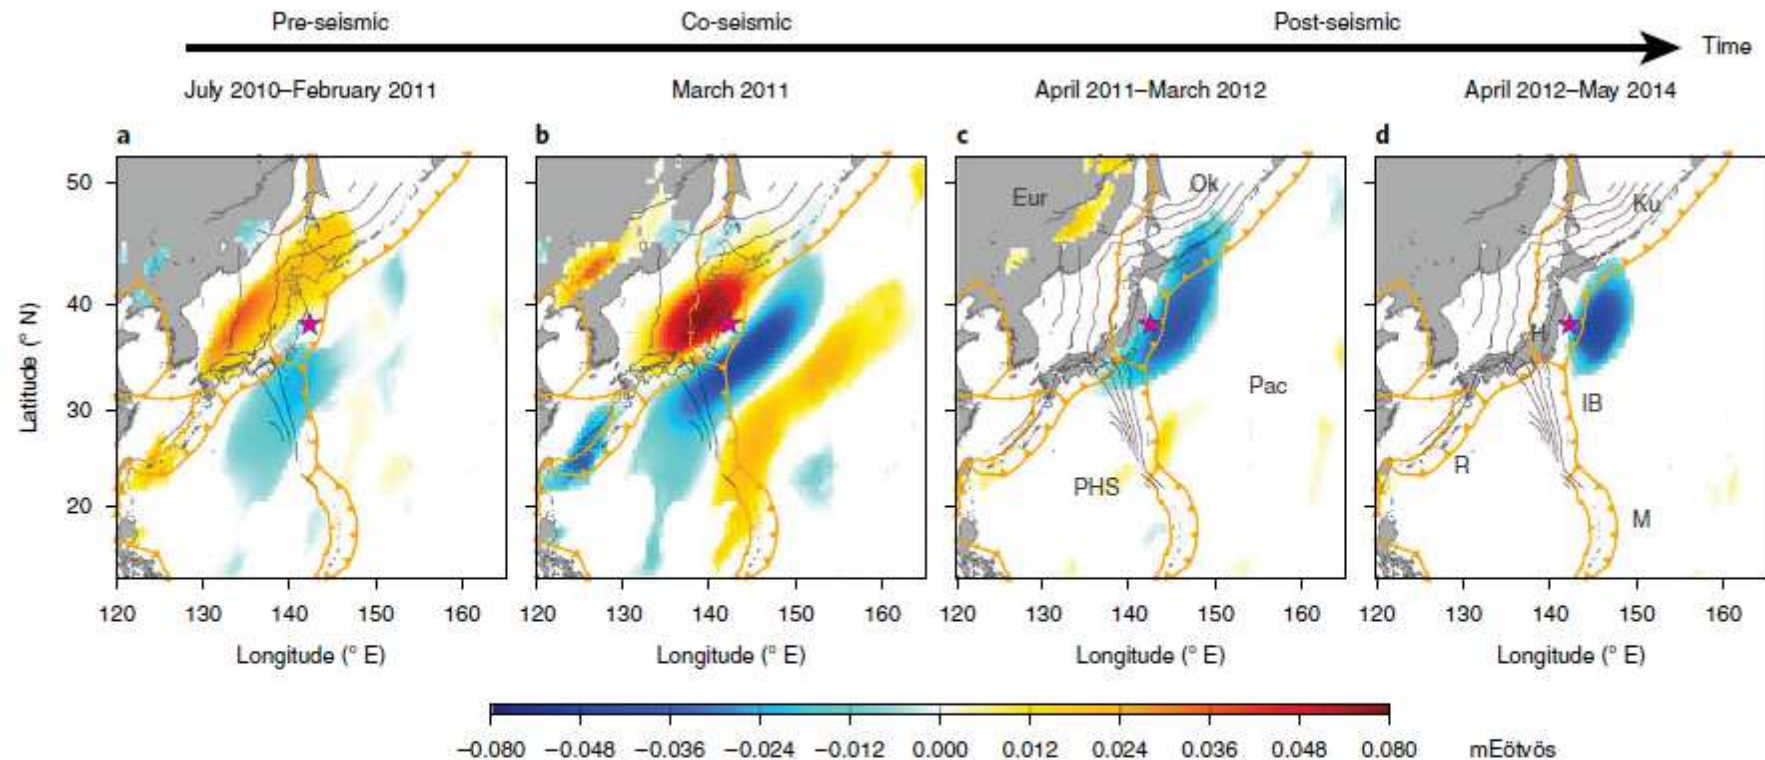 Pre-seismic Co-seismic Post-seismic
Time
July 2010–February 2011 March 2011 April 2011–March 2012 April 2012–May 2014
a b c d
50 Eur Ok Ku
40
H
Latitude (° N)
Pac
30 IB
R
PHS
20
M
120 130 140 150 160 120 130 140 150 160 120 130 140 150 160 120 130 140 150 160
Longitude (° E) Longitude (° E) Longitude (° E) Longitude (° E)
−0.080 −0.048 −0.036 −0.024 −0.012 0.000 0.012 0.024 0.036 0.048 0.080 mEötvös